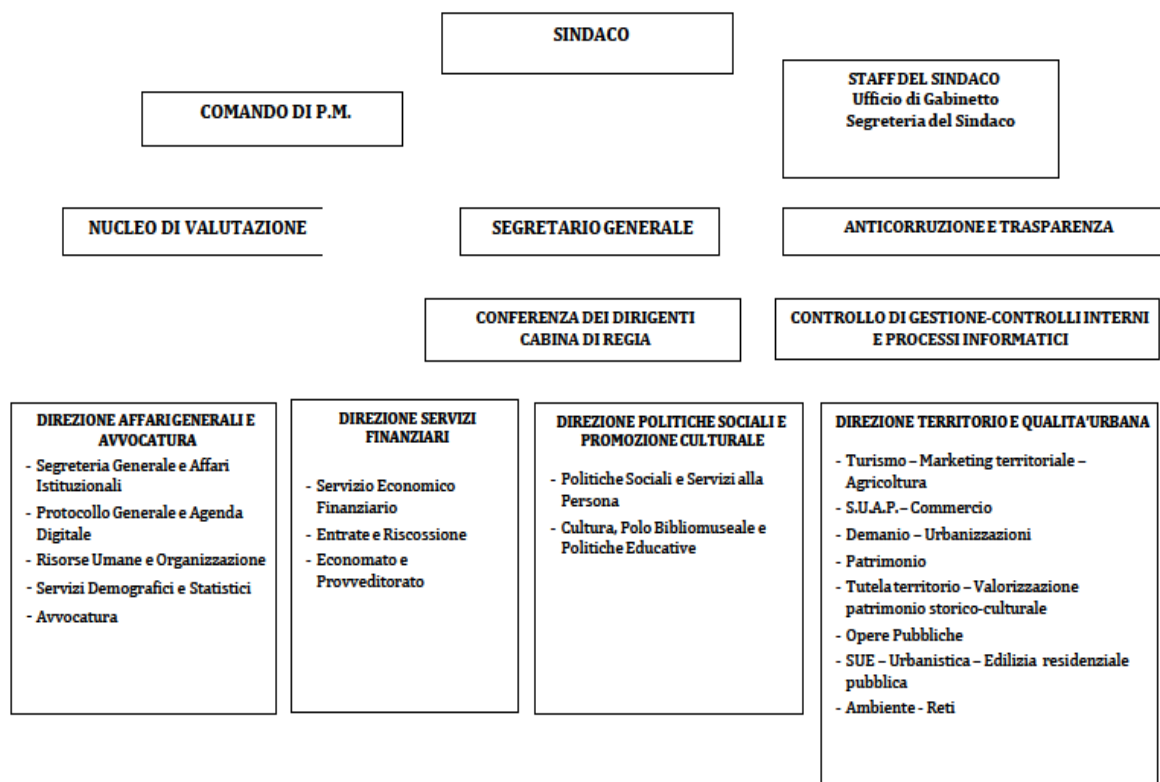 SINDACO
STAFF DEL SINDACO
Ufficio di Gabinetto
Segreteria del Sindaco
COMANDO DI P.M.
NUCLEO DI VALUTAZIONE
SEGRETARIO GENERALE
ANTICORRUZIONE E TRASPARENZA
CONFERENZA DEI DIRIGENTI
CABINA DI REGIA
CONTROLLO DI GESTIONE-CONTROLLI INTERNI
E PROCESSI INFORMATICI
DIREZIONE AFFARI GENERALI E
AVVOCATURA
- Segreteria Generale e Affari
Istituzionali
- Protocollo Generale e Agenda
Digitale
- Risorse Umane e Organizzazione
- Servizi Demografici e Statistici
- Avvocatura
DIREZIONE SERVIZI
FINANZIARI
- Servizio Economico
Finanziario
- Entrate e Riscossione
- Economato e
Provveditorato
DIREZIONE POLITICHE SOCIALI E
PROMOZIONE CULTURALE
- Politiche Sociali e Servizi alla
Persona
- Cultura, Polo Bibliomuseale e
Politiche Educative
DIREZIONE TERRITORIO E QUALITA'URBANA
- Turismo – Marketing territoriale –
Agricoltura
- S.U.A.P. – Commercio
- Demanio – Urbanizzazioni
- Patrimonio
- Tutela territorio – Valorizzazione
patrimonio storico-culturale
- Opere Pubbliche
- SUE – Urbanistica – Edilizia residenziale
pubblica
- Ambiente - Reti